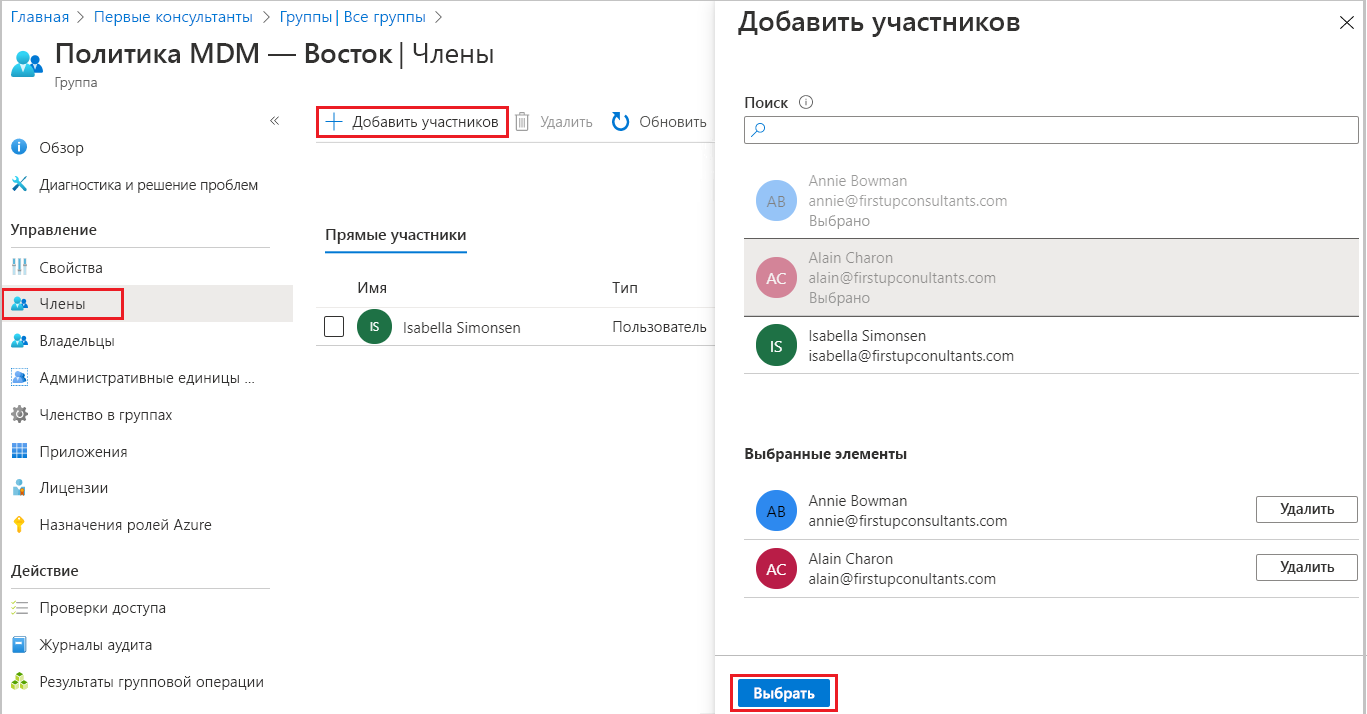 Главная > Первые консультанты > Группы | Все группы >
Политика MDM — Восток | Члены
Группа
«
Обзор
Диагностика и решение проблем
Управление
Свойства
Члены
Владельцы
Административные единицы ...
Членство в группах
Приложения
Лицензии
Назначения ролей Azure
Действие
Проверки доступа
Журналы аудита
Результаты групповой операции
Добавить участников
Удалить
Обновить
Прямые участники
Имя
Тип
IS
Isabella Simonsen
Пользователь
Добавить участников
Поиск
AB
Annie Bowman
annie@firstupconsultants.com
Выбрано
AC
Alain Charon
alain@firstupconultants.com
Выбрано
IS
Isabella Simonsen
isabella@firstupconultants.com
Выбранные элементы
AB
Annie Bowman
annie@firstupconsultants.com
Удалить
AC
Alain Charon
alain@firstupconultants.com
Удалить
Выбрать